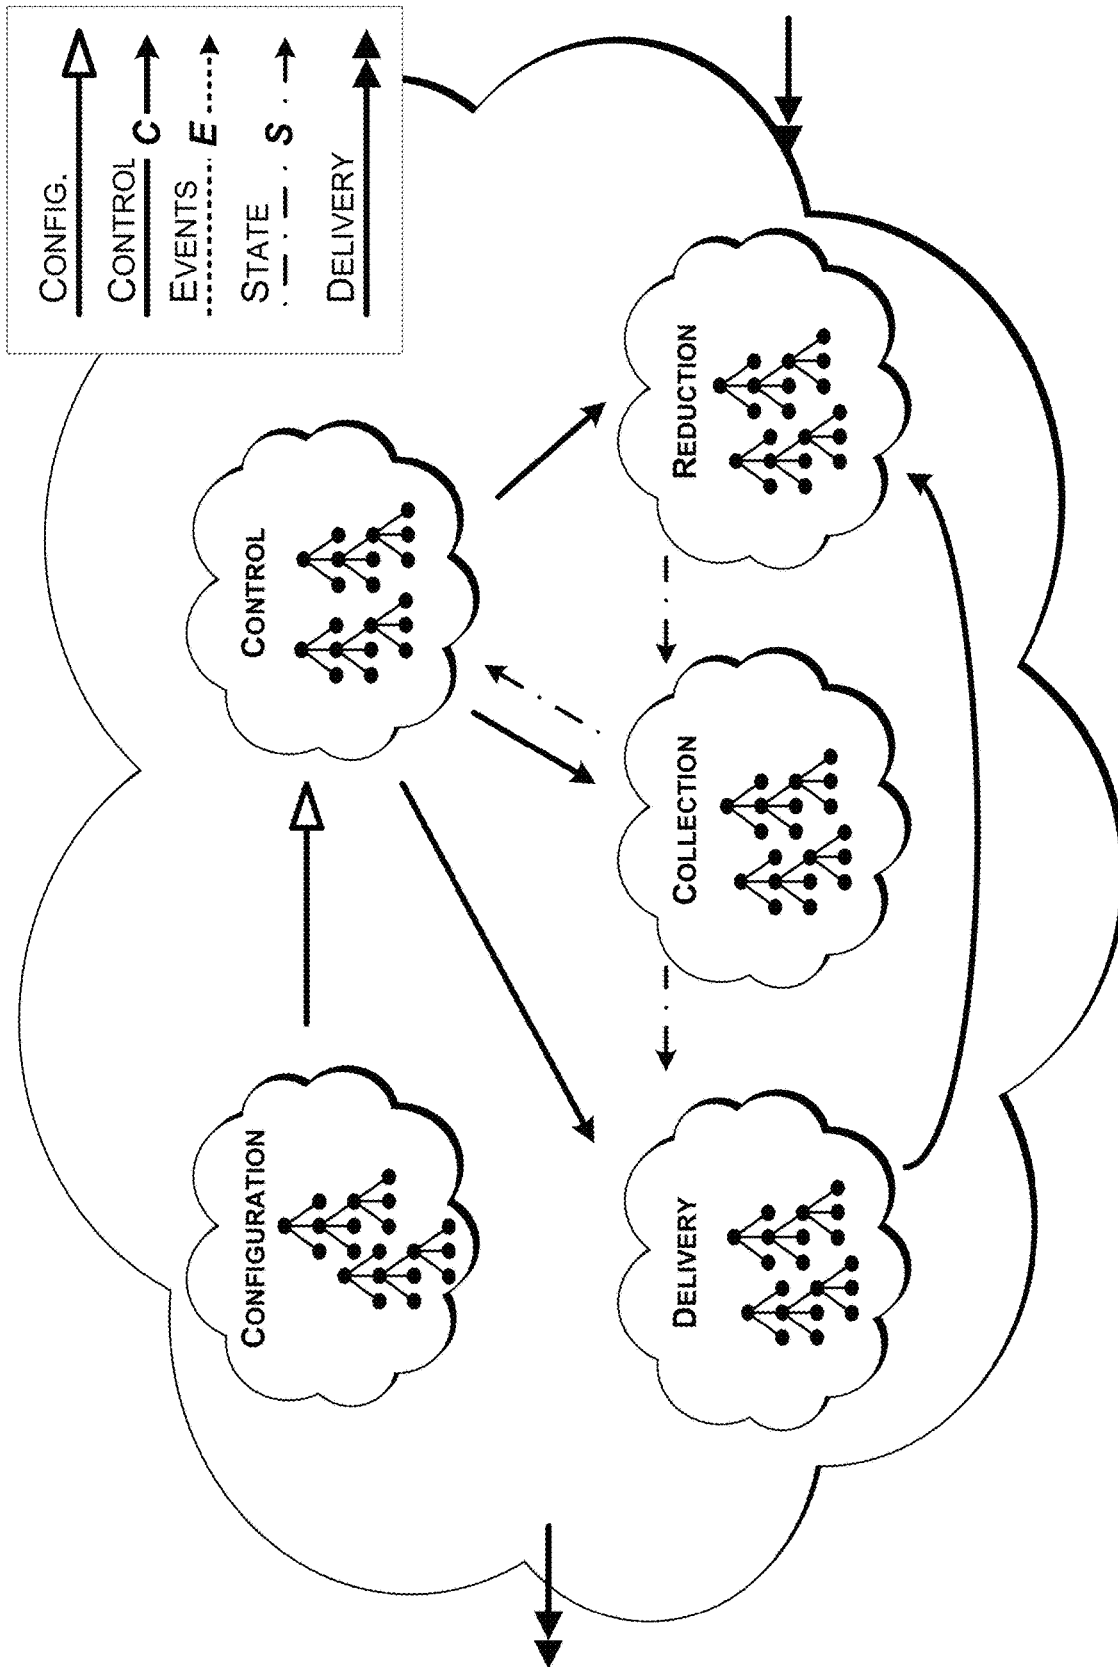 CONFIG.
CONTROL
C
EVENTS
E
STATE
S
DELIVERY
CONFIGURATION
CONTROL
DELIVERY
COLLECTION
REDUCTION